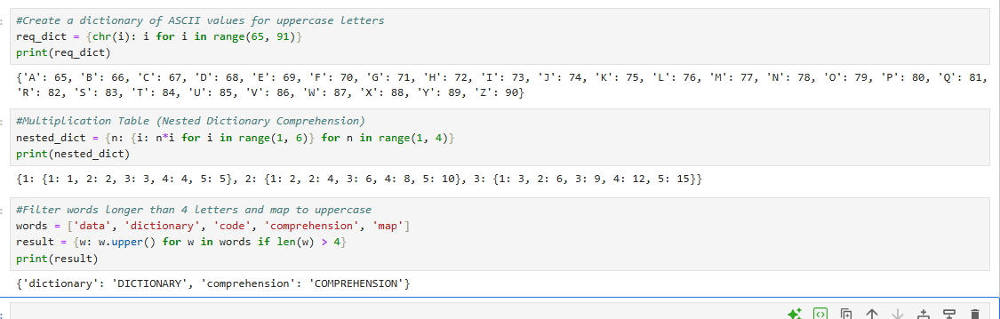 #Create a dictionary of ASCII values for uppercase letters
req_dict = {chr(i): i for i in range(65, 91)}
print(req_dict)
{'A': 65, 'B': 66, 'C': 67, 'D': 68, 'E': 69, 'F': 70, 'G': 71, 'H': 72, 'I': 73, 'J': 74, 'K': 75, 'L': 76, 'M': 77, 'N': 78, 'O': 79, 'P': 80, 'Q': 81,
'R': 82, 'S': 83, 'T': 84, 'U': 85, 'V': 86, 'W': 87, 'X': 88, 'Y': 89, 'Z': 90}
#Multiplication Table (Nested Dictionary Comprehension)
nested_dict = {n: {i: n*i for i in range(1, 6)} for n in range(1, 4)}
print(nested_dict)
{1: {1: 1, 2: 2, 3: 3, 4: 4, 5: 5}, 2: {1: 2, 2: 4, 3: 6, 4: 8, 5: 10}, 3: {1: 3, 2: 6, 3: 9, 4: 12, 5: 15}}
#Filter words longer than 4 letters and map to uppercase
words = ['data', 'dictionary', 'code', 'comprehension', 'map']
result = {w: w.upper() for w in words if len(w) > 4}
print(result)
{'dictionary': 'DICTIONARY', 'comprehension': 'COMPREHENSION'}